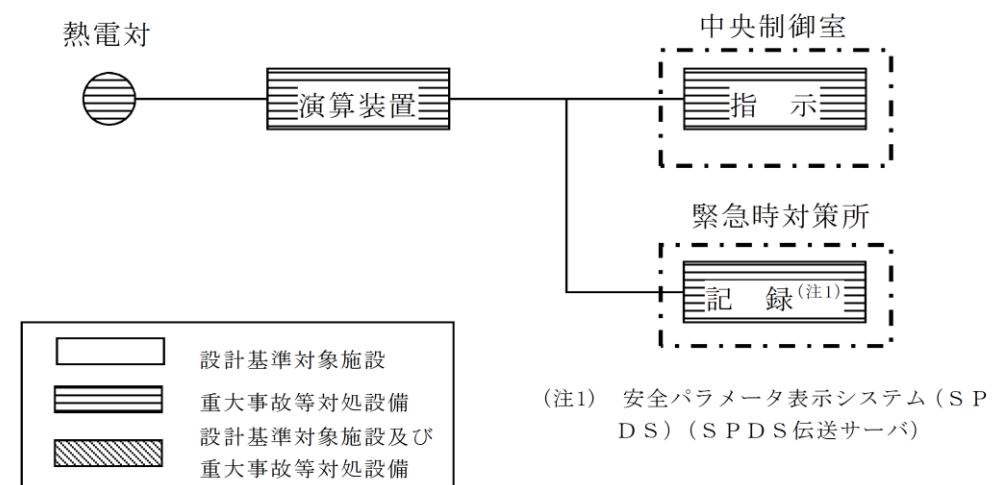 熱電対
中央制御室
演算装置
指　示
緊急時対策所
記　録(注1)
設計基準対象施設
重大事故等対処設備
設計基準対象施設及び
重大事故等対処設備
(注1)　安全パラメータ表示システム（ＳＰ
ＤＳ）（ＳＰＤＳ伝送サーバ）